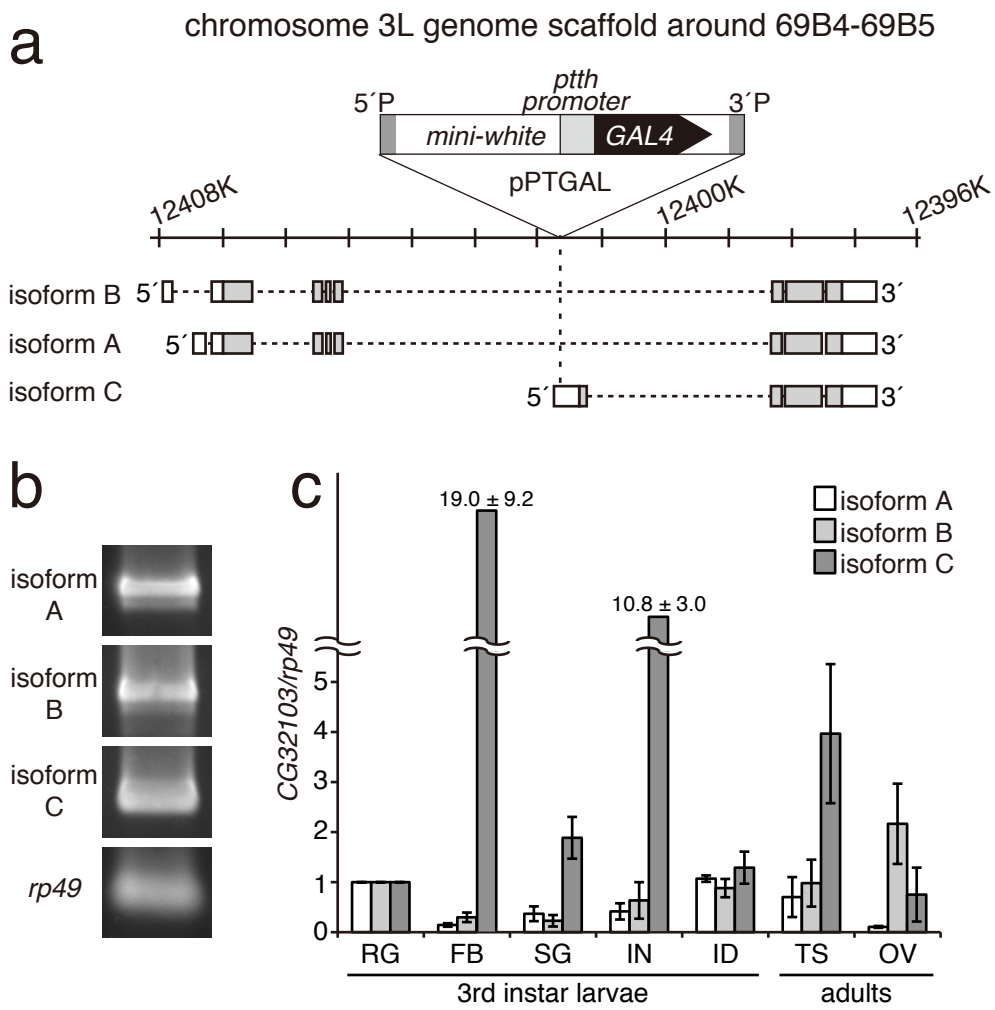 a
chromosome 3L genome scaffold around 69B4-69B5
ptth
promoter
5´P
3´P
mini-white
GAL4
pPTGAL
12408K
12400K
12396K
isoform B 5´ 3´
isoform A 5´ 3´
isoform C 5´ 3´
b
isoform
A
isoform
B
isoform
C
rp49
c
19.0 ± 9.2
10.8 ± 3.0
isoform A
isoform B
isoform C
CG32103/rp49
5
4
3
2
1
0
RG FB SG IN ID TS OV
3rd instar larvae adults